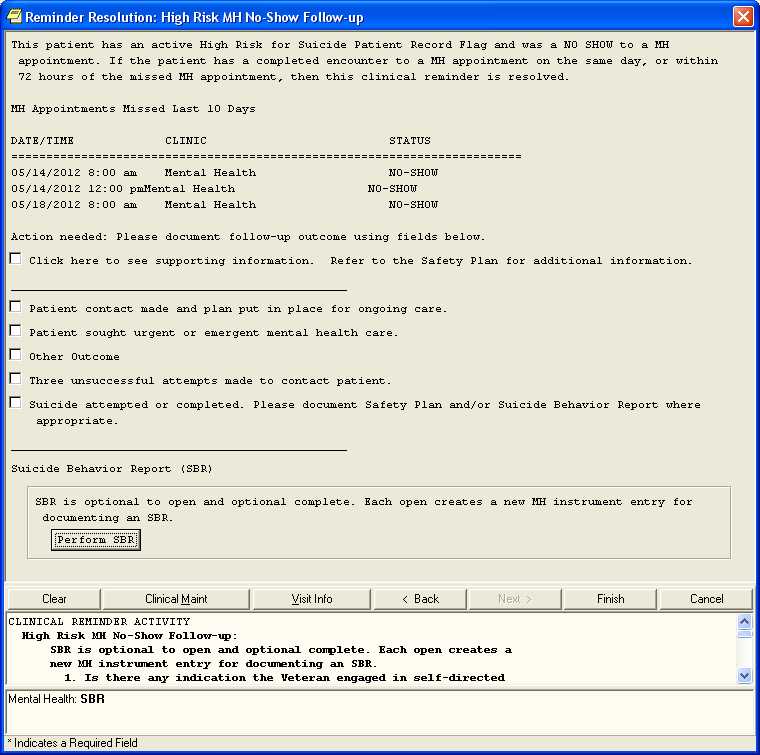 Reminder Resolution: High Risk MH No-Show Follow-up
This patient has an active High Risk for Suicide Patient Record Flag and was a NO SHOW to a MH
appointment. If the patient has a completed encounter to a MH appointment on the same day, or within
72 hours of the missed MH appointment, then this clinical reminder is resolved.
MH Appointments Missed Last 10 Days
DATE/TIME CLINIC STATUS
=========================================================================
05/14/2012 8:00 am Mental Health NO-SHOW
05/14/2012 12:00 pmMental Health NO-SHOW
05/18/2012 8:00 am Mental Health NO-SHOW
Action needed: Please document follow-up outcome using fields below.
Click here to see supporting information. Refer to the Safety Plan for additional information.
Patient contact made and plan put in place for ongoing care.
Patient sought urgent or emergent mental health care.
Other Outcome
Three unsuccessful attempts made to contact patient.
Suicide attempted or completed. Please document Safety Plan and/or Suicide Behavior Report where
appropriate.
Suicide Behavior Report (SBR)
SBR is optional to open and optional complete. Each open creates a new MH instrument entry for
documenting an SBR.
Perform SBR
Clear Clinical Maint Visit Info < Back Next > Finish Cancel
CLINICAL REMINDER ACTIVITY
High Risk MH No-Show Follow-up:
SBR is optional to open and optional complete. Each open creates a
new MH instrument entry for documenting an SBR.
1. Is there any indication the Veteran engaged in self-directed
Mental Health: SBR
* Indicates a Required Field